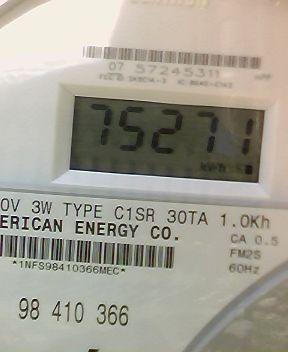 07 57245311
75271
kWh
0V 3W TYPE C1SR 30TA 1.0Kh
ERICAN ENERGY CO.
CA 0.5
FM2S
60Hz
*1NFS98410366MEC*
98 410 366